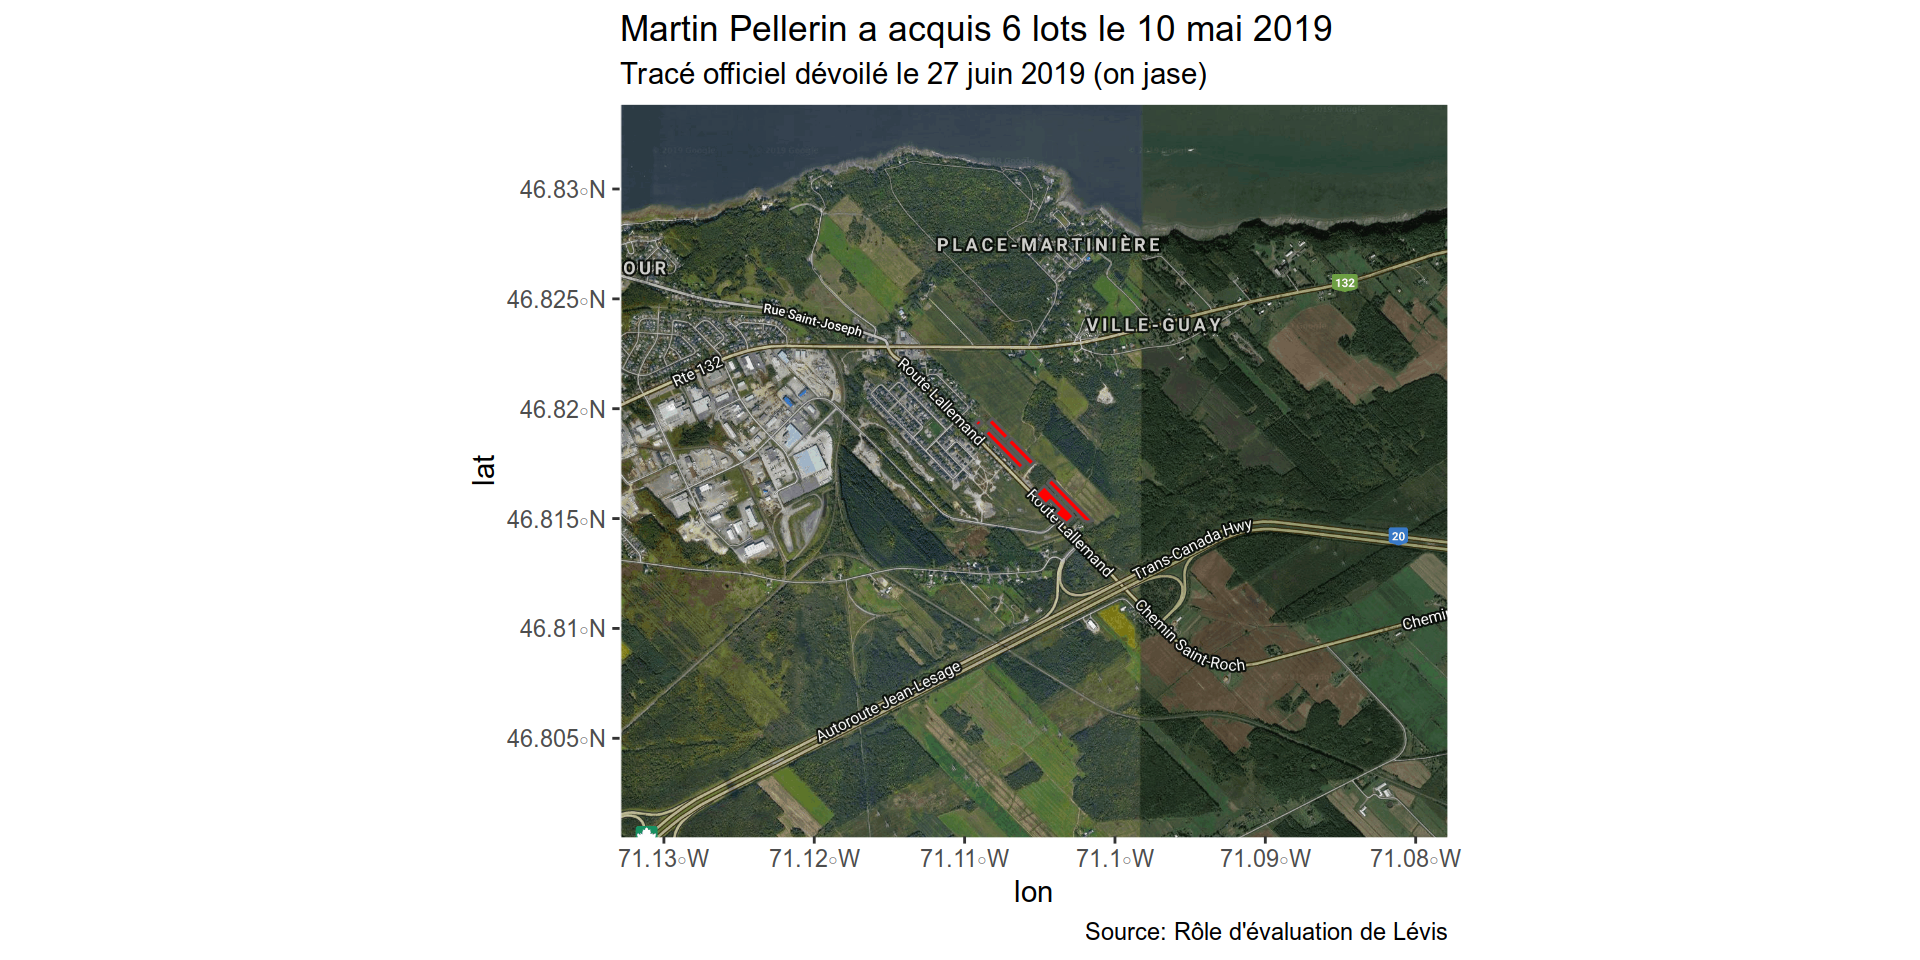 Martin Pellerin a acquis 6 lots le 10 mai 2019
Tracé officiel dévoilé le 27 juin 2019 (on jase)
46.83○N
46.825○N
46.82○N
46.815○N
46.81○N
46.805○N
lat
PLACE-MARTINIÈRE
OUR
132
Rue Saint-Joseph
VILLE-GUAY
Rte 132
Route Lallemand
Route Lallemand
Trans-Canada Hwy
20
Chemin Saint-Roch
Chemin
Autoroute Jean-Lesage
71.13○W
71.12○W
71.11○W
71.1○W
71.09○W
71.08○W
lon
Source: Rôle d'évaluation de Lévis